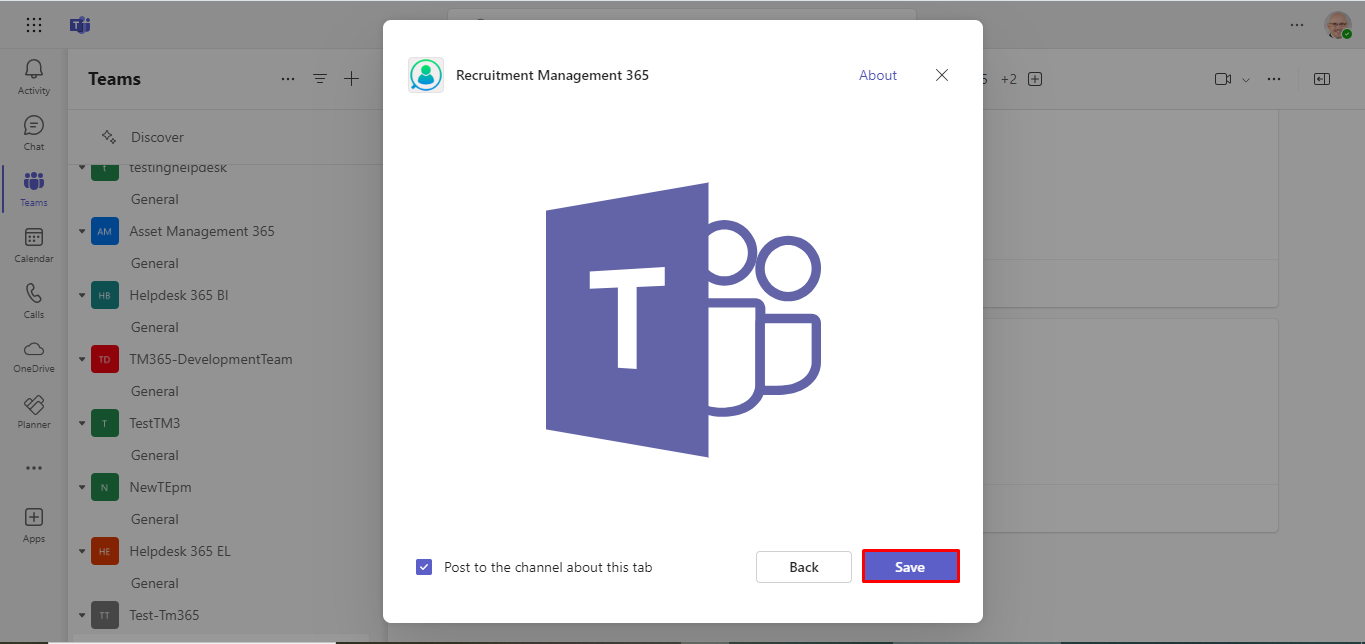 Recruitment Management 365
About
Teams
5 +2
Activity
Discover
Chat
testinghelpdesk
General
Teams
AM Asset Management 365
General
Calendar
HB Helpdesk 365 BI
Calls
General
TD TM365-DevelopmentTeam
OneDrive
General
Planner
T TestTM3
General
N NewTEpm
General
Apps
HE Helpdesk 365 EL
General
TT Test-Tm365
T
Post to the channel about this tab
Back
Save